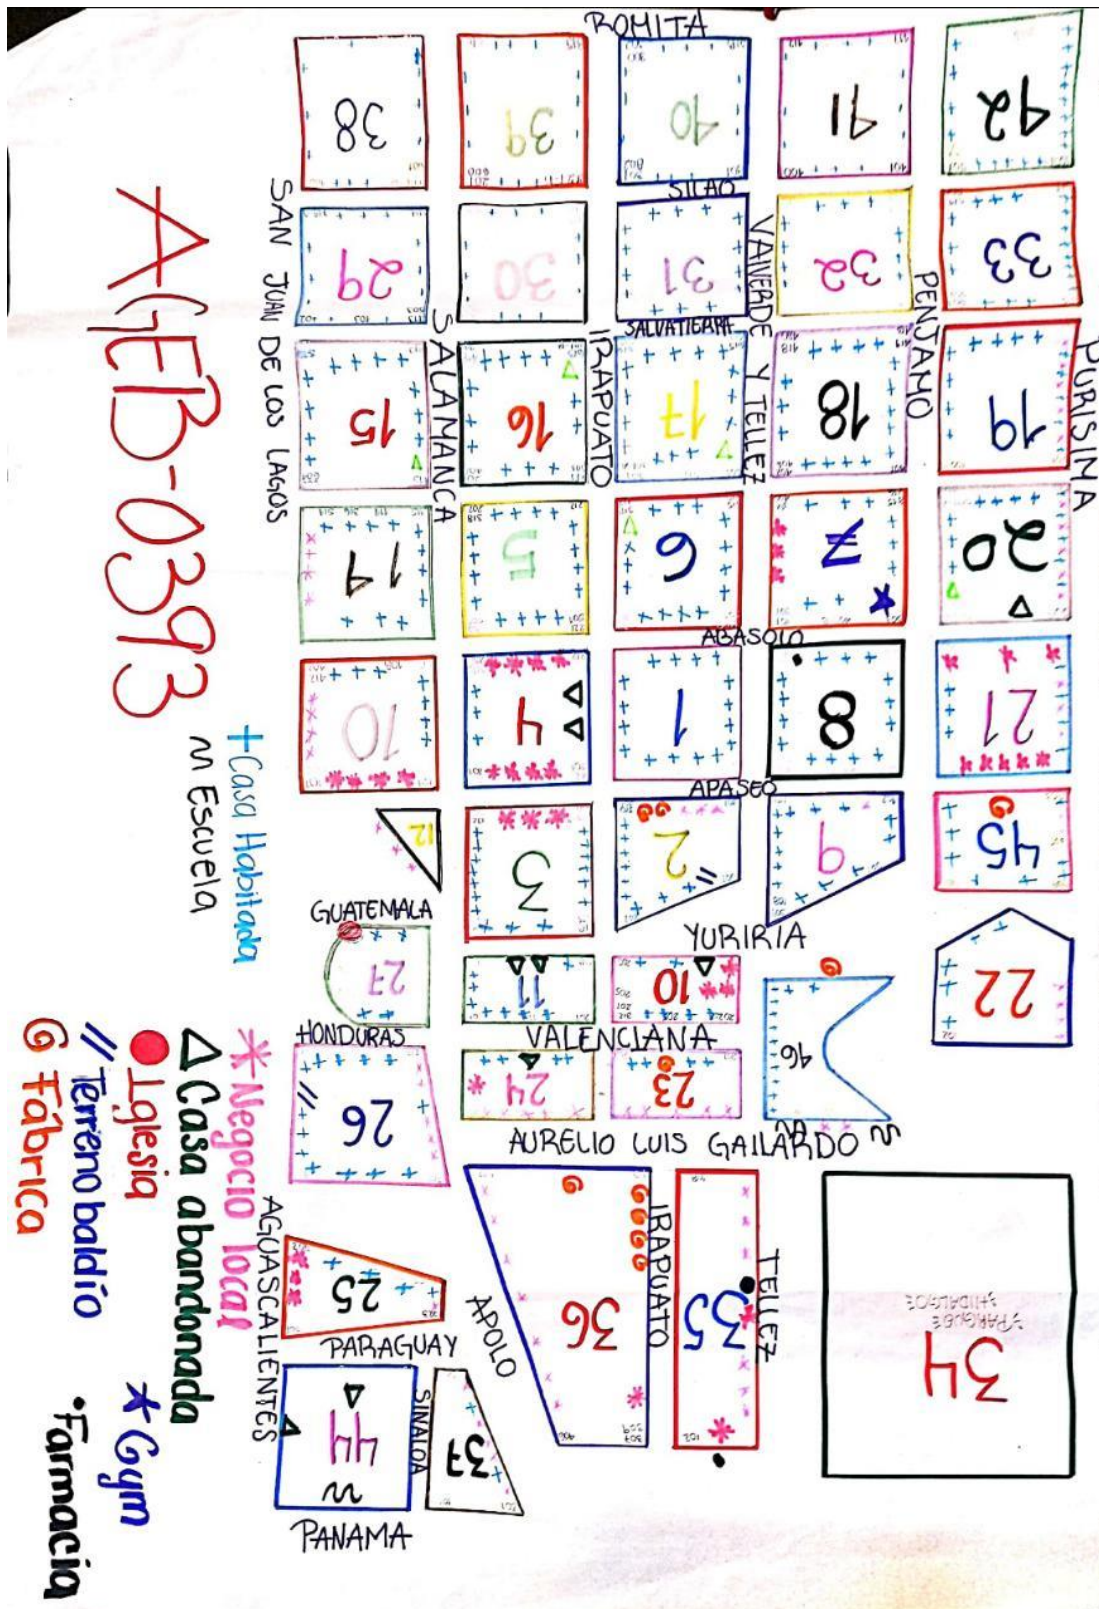 ROMITA
38
39
40
41
42
SILAO
SAN JUAN DE LOS LAGOS
29
30
31
32
33
VALVERDE Y TELLEZ
PENJAMO
PURISIMA
SALAMANCA
IRAPUATO
SALVATIERRA
15
16
17
18
19
14
5
6
7
20
ABASOLO
10
4
1
8
21
APASEO
12
3
2
9
45
GUATEMALA
YURIRIA
27
11
10
46
22
HONDURAS
VALENCIANA
26
24
23
AURELIO LUIS GAILARDO
AGUASCALIENTES
25
APOLO
36
IRAPUATO
35
TELLEZ
PARQUE
HIDALGO
34
PARAGUAY
44
SINALOA
37
PANAMA
AGEB-0393
+ Casa Habitada
Escuela
* Negocio local
Casa abandonada
Iglesia
// Terreno baldío
Fábrica
Gym
• Farmacia